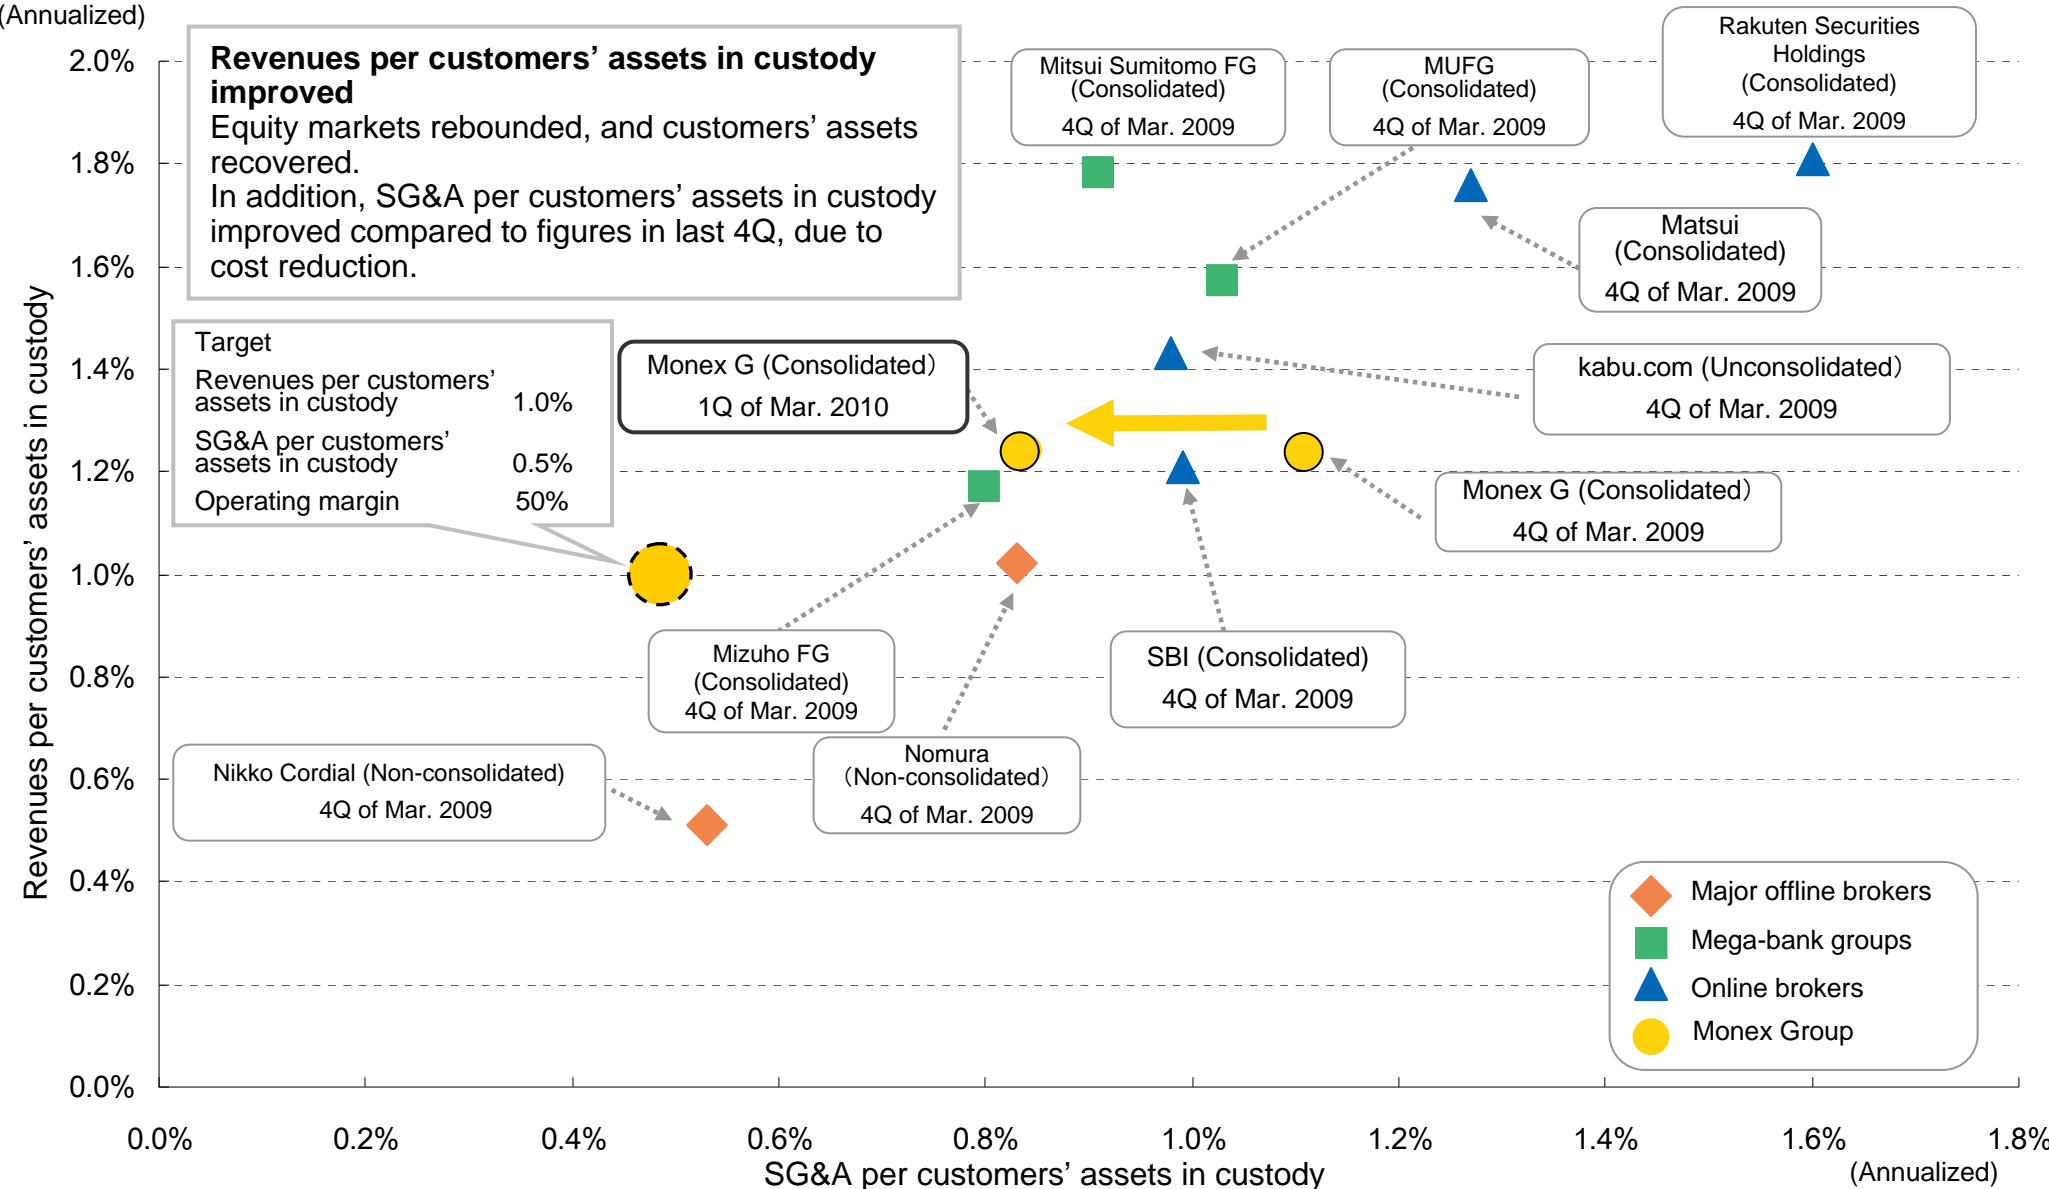 (Annualized)
2.0%
1.8%
1.6%
1.4%
1.2%
1.0%
0.8%
0.6%
0.4%
0.2%
0.0%
Revenues per customers' assets in custody
Revenues per customers' assets in custody
improved
Equity markets rebounded, and customers' assets
recovered.
In addition, SG&A per customers' assets in custody
improved compared to figures in last 4Q, due to
cost reduction.
Mitsui Sumitomo FG
(Consolidated)
4Q of Mar. 2009
MUFG
(Consolidated)
4Q of Mar. 2009
Rakuten Securities
Holdings
(Consolidated)
4Q of Mar. 2009
Matsui
(Consolidated)
4Q of Mar. 2009
Target
Revenues per customers'
assets in custody 1.0%
SG&A per customers'
assets in custody 0.5%
Operating margin 50%
Monex G (Consolidated）
1Q of Mar. 2010
kabu.com (Unconsolidated）
4Q of Mar. 2009
Monex G (Consolidated）
4Q of Mar. 2009
Mizuho FG
(Consolidated)
4Q of Mar. 2009
SBI (Consolidated)
4Q of Mar. 2009
Nikko Cordial (Non-consolidated)
4Q of Mar. 2009
Nomura
（Non-consolidated）
4Q of Mar. 2009
Major offline brokers
Mega-bank groups
Online brokers
Monex Group
0.0% 0.2% 0.4% 0.6% 0.8% 1.0% 1.2% 1.4% 1.6% 1.8%
SG&A per customers' assets in custody
(Annualized)